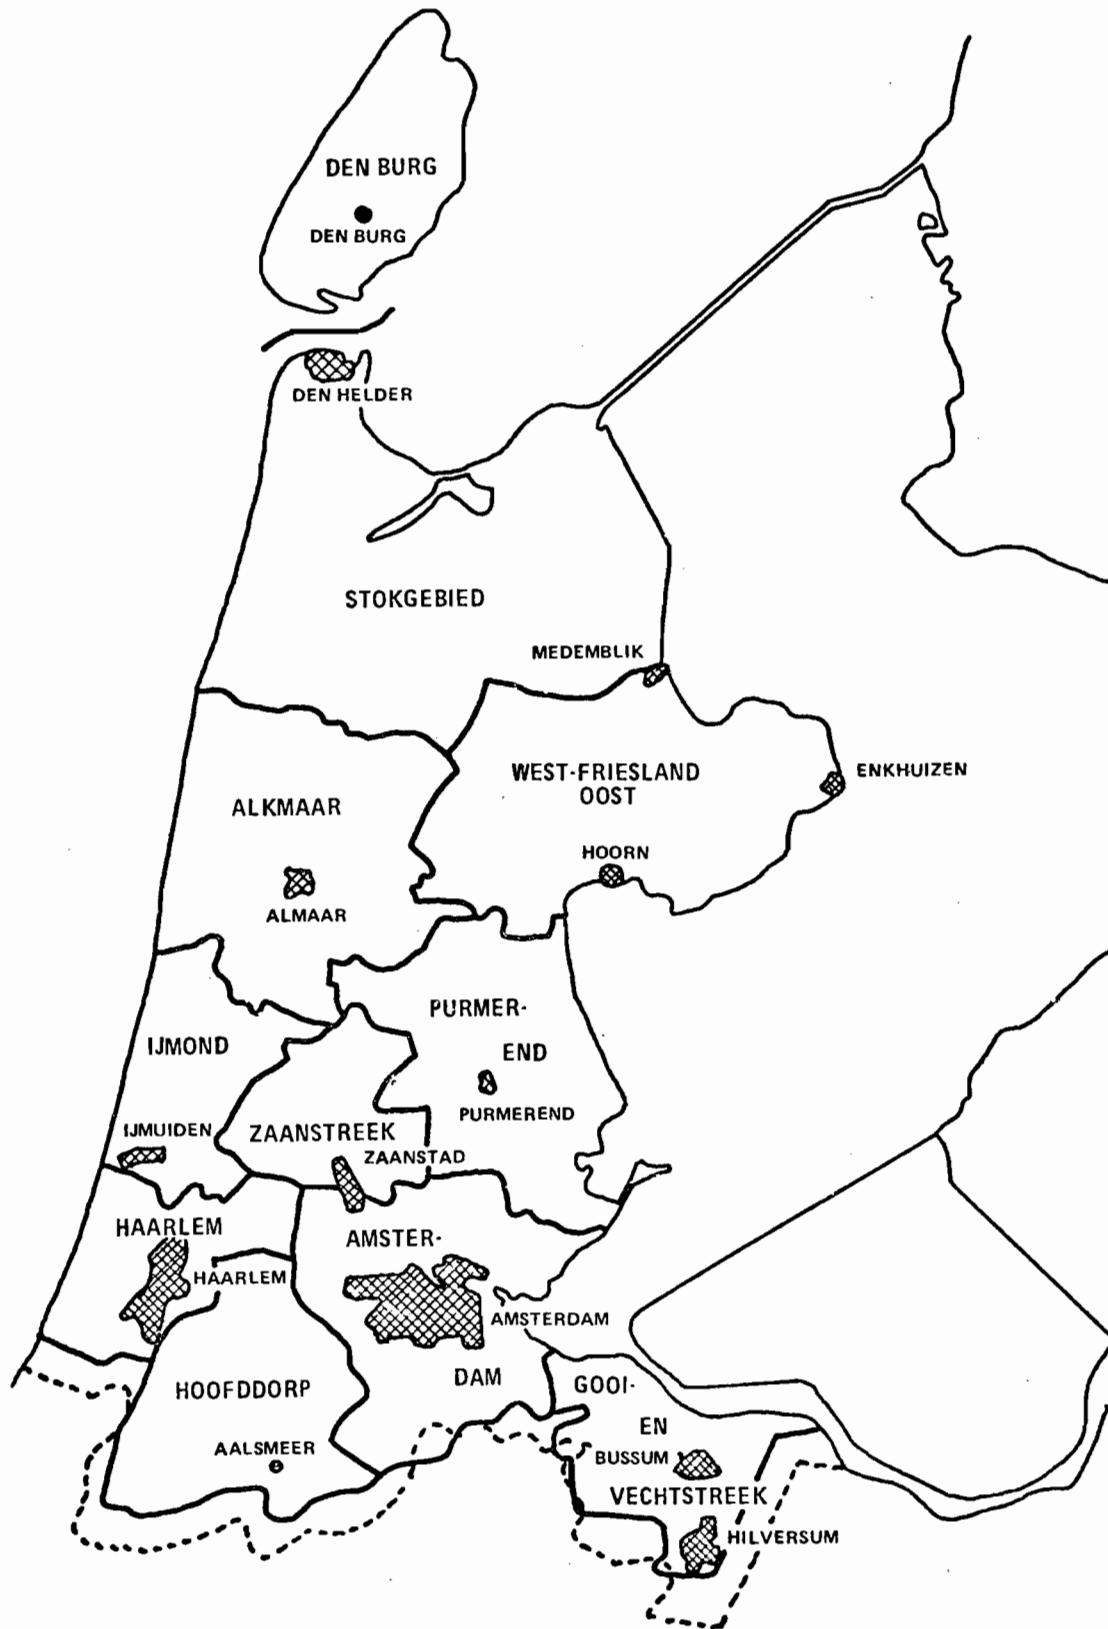 DEN BURG
DEN BURG
DEN HELDER
STOKGEBIED
MEDEMBLIK
WEST-FRIESLAND
OOST
ENKHUIZEN
ALKMAAR
HOORN
ALMAAR
PURMER-
IJMOND
END
PURMEREND
IJMUIDEN
ZAANSTREEK
ZAANSTAD
HAARLEM
AMSTER-
HAARLEM
AMSTERDAM
DAM
GOOI-
HOOFDDORP
EN
AALSMEER
BUSSUM
VECHTSTREEK
HILVERSUM